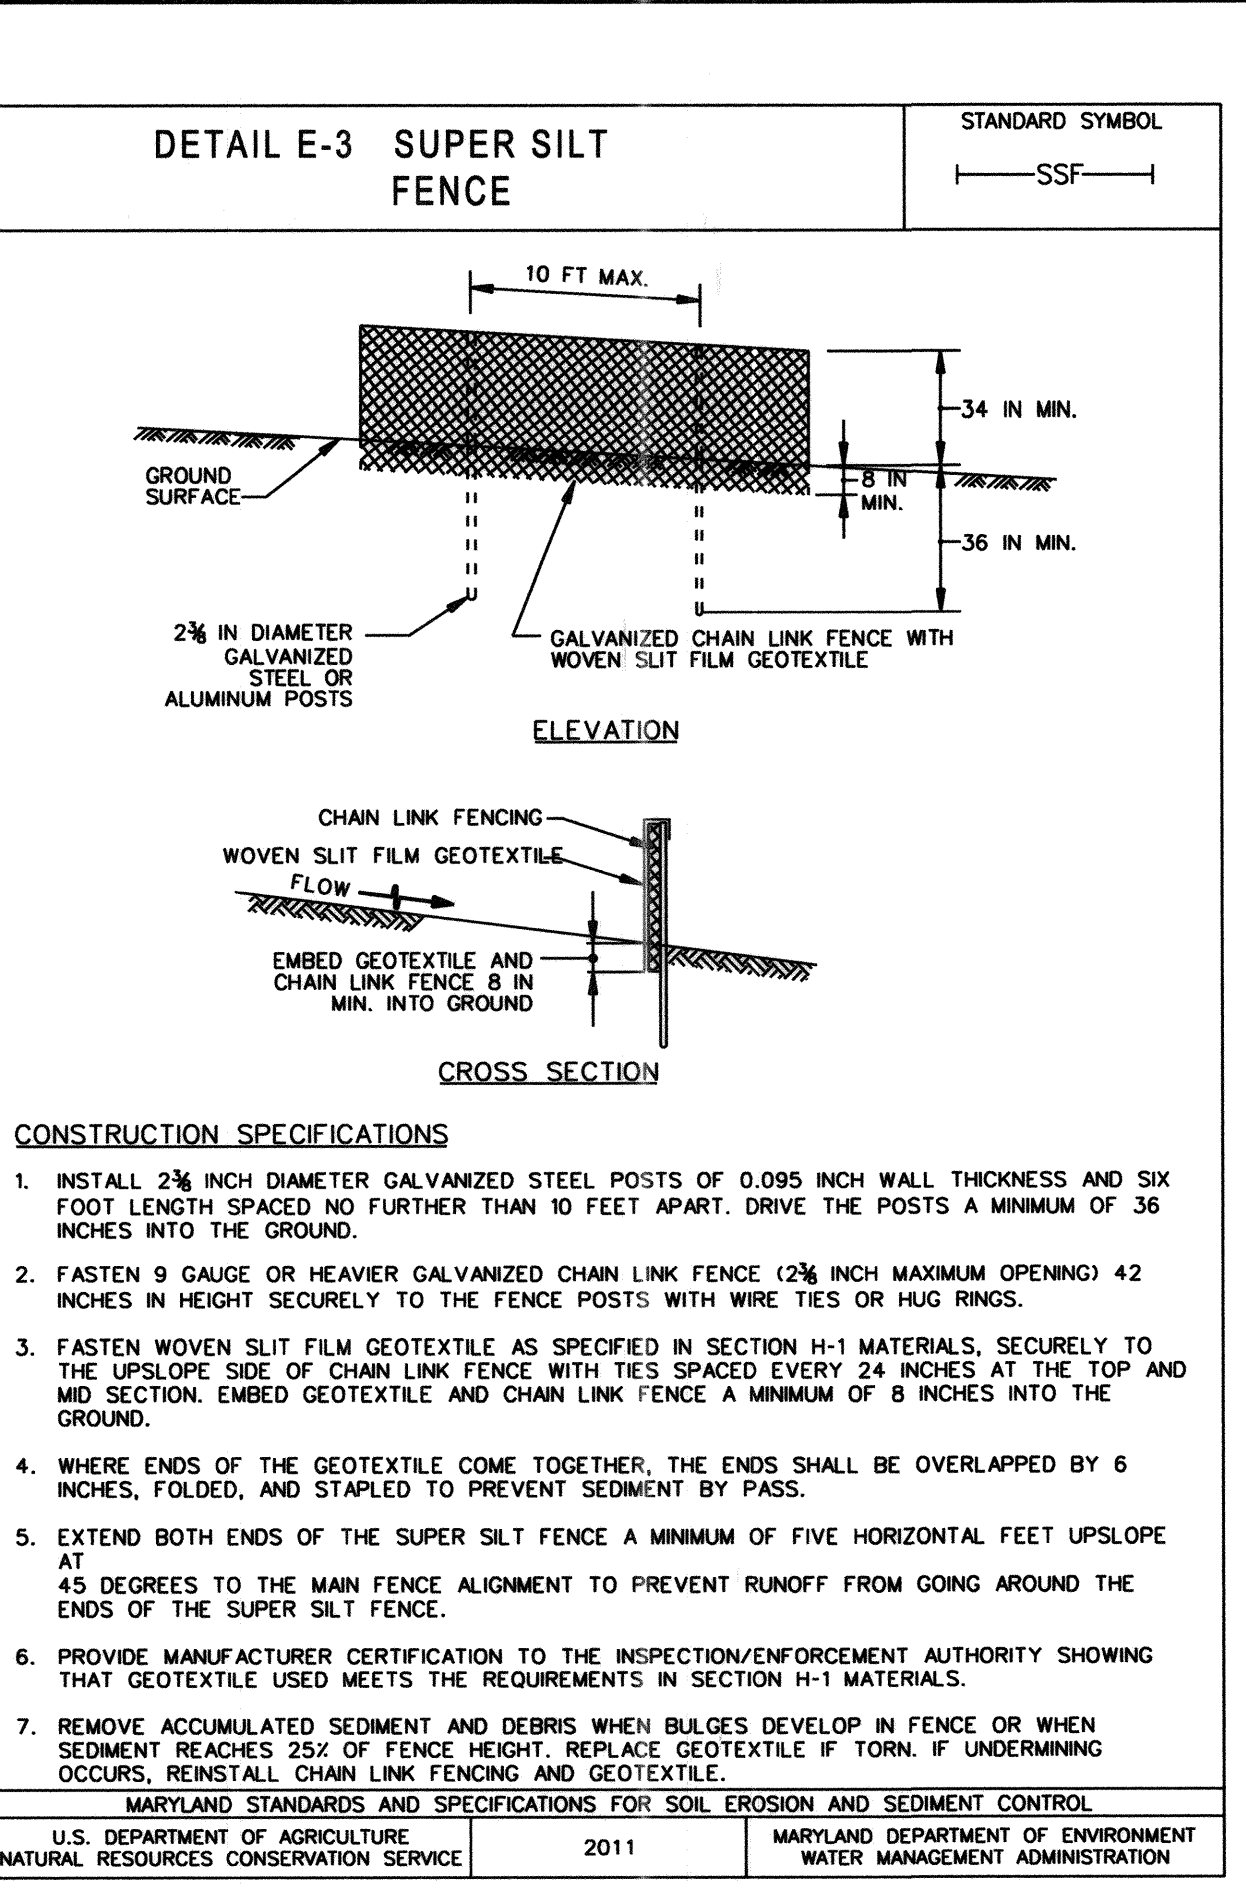 DETAIL E-3 SUPER SILT
FENCE
STANDARD SYMBOL
SSF
10 FT MAX.
34 IN MIN.
GROUND
SURFACE
8 IN
MIN.
36 IN MIN.
2⅜ IN DIAMETER
GALVANIZED
STEEL OR
ALUMINUM POSTS
GALVANIZED CHAIN LINK FENCE WITH
WOVEN SLIT FILM GEOTEXTILE
ELEVATION
CHAIN LINK FENCING
WOVEN SLIT FILM GEOTEXTILE
FLOW
EMBED GEOTEXTILE AND
CHAIN LINK FENCE 8 IN
MIN. INTO GROUND
CROSS SECTION
CONSTRUCTION SPECIFICATIONS
1. INSTALL 2⅜ INCH DIAMETER GALVANIZED STEEL POSTS OF 0.095 INCH WALL THICKNESS AND SIX
FOOT LENGTH SPACED NO FURTHER THAN 10 FEET APART. DRIVE THE POSTS A MINIMUM OF 36
INCHES INTO THE GROUND.
2. FASTEN 9 GAUGE OR HEAVIER GALVANIZED CHAIN LINK FENCE (2⅜ INCH MAXIMUM OPENING) 42
INCHES IN HEIGHT SECURELY TO THE FENCE POSTS WITH WIRE TIES OR HUG RINGS.
3. FASTEN WOVEN SLIT FILM GEOTEXTILE AS SPECIFIED IN SECTION H-1 MATERIALS, SECURELY TO
THE UPSLOPE SIDE OF CHAIN LINK FENCE WITH TIES SPACED EVERY 24 INCHES AT THE TOP AND
MID SECTION. EMBED GEOTEXTILE AND CHAIN LINK FENCE A MINIMUM OF 8 INCHES INTO THE
GROUND.
4. WHERE ENDS OF THE GEOTEXTILE COME TOGETHER, THE ENDS SHALL BE OVERLAPPED BY 6
INCHES, FOLDED, AND STAPLED TO PREVENT SEDIMENT BY PASS.
5. EXTEND BOTH ENDS OF THE SUPER SILT FENCE A MINIMUM OF FIVE HORIZONTAL FEET UPSLOPE
AT
45 DEGREES TO THE MAIN FENCE ALIGNMENT TO PREVENT RUNOFF FROM GOING AROUND THE
ENDS OF THE SUPER SILT FENCE.
6. PROVIDE MANUFACTURER CERTIFICATION TO THE INSPECTION/ENFORCEMENT AUTHORITY SHOWING
THAT GEOTEXTILE USED MEETS THE REQUIREMENTS IN SECTION H-1 MATERIALS.
7. REMOVE ACCUMULATED SEDIMENT AND DEBRIS WHEN BULGES DEVELOP IN FENCE OR WHEN
SEDIMENT REACHES 25% OF FENCE HEIGHT. REPLACE GEOTEXTILE IF TORN. IF UNDERMINING
OCCURS, REINSTALL CHAIN LINK FENCING AND GEOTEXTILE.
MARYLAND STANDARDS AND SPECIFICATIONS FOR SOIL EROSION AND SEDIMENT CONTROL
U.S. DEPARTMENT OF AGRICULTURE
NATURAL RESOURCES CONSERVATION SERVICE
2011
MARYLAND DEPARTMENT OF ENVIRONMENT
WATER MANAGEMENT ADMINISTRATION